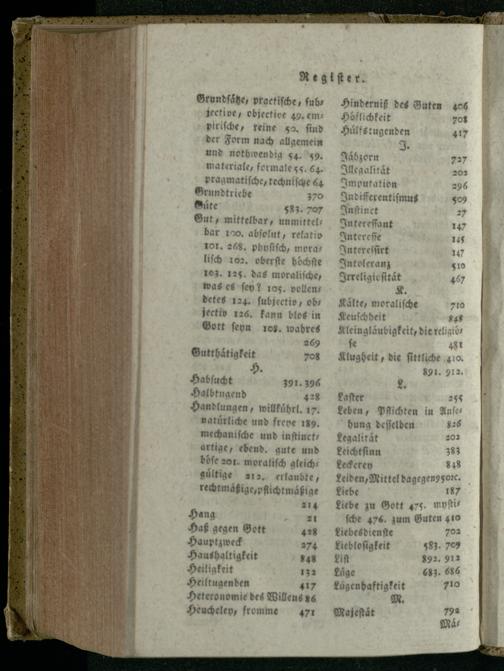 Register.
Grundsätze, practische, sub-
jective, objective 49. em-
pirische, reine 50. sind
der Form nach allgemein
und nothwendig 54. 59.
materiale, formale 55. 64.
pragmatische, technische 64
Grundtriebe 370
Güte 583. 707
Gut, mittelbar, unmittel-
bar 100. absolut, relativ
101. 268. physisch, mora-
lisch 102. oberste höchste
103. 125. das moralische,
was es sey? 105. vollen-
detes 124. subjectiv, ob-
jectiv 126. kann blos in
Gott seyn 108. wahres
269
Gutthätigkeit 708
H.
Habsucht 391. 396
Halbtugend 428
Handlungen, willkührl. 17.
natürliche und freye 189.
mechanische und instinct-
artige, ebend. gute und
böse 201. moralisch gleich-
gültige 212. erlaubte,
rechtmäßige, pflichtmäßige
214
Hang 21
Haß gegen Gott 428
Hauptzweck 274
Haushaltigkeit 848
Heiligkeit 132
Heiltugenden 417
Heteronomie des Willens 86
Heucheley, fromme 471
Hinderniß des Guten 406
Höflichkeit 708
Hülfstugenden 417
J.
Jähzorn 727
Illegalität 202
Imputation 296
Indifferentismus 509
Instinct 27
Interessant 147
Interesse 145
Interesirt 147
Intoleranz 510
Irreligiosität 467
K.
Kälte, moralische 710
Keuschheit 848
Kleingläubigkeit, die religiö-
se 481
Klugheit, die sittliche 410.
891. 912.
L.
Laster 255
Leben, Pflichten in Anse-
hung desselben 826
Legalität 202
Leichtsinn 383
Leckerey 848
Leiden, Mittel dagegen 950 ꝛc.
Liebe 187
Liebe zu Gott 475. mysti-
sche 476. zum Guten 410
Liebesdienste 702
Lieblosigkeit 583. 709
List 892. 912
Lüge 683. 686
Lügenhaftigkeit 710
M.
Majestät 792
Mä-